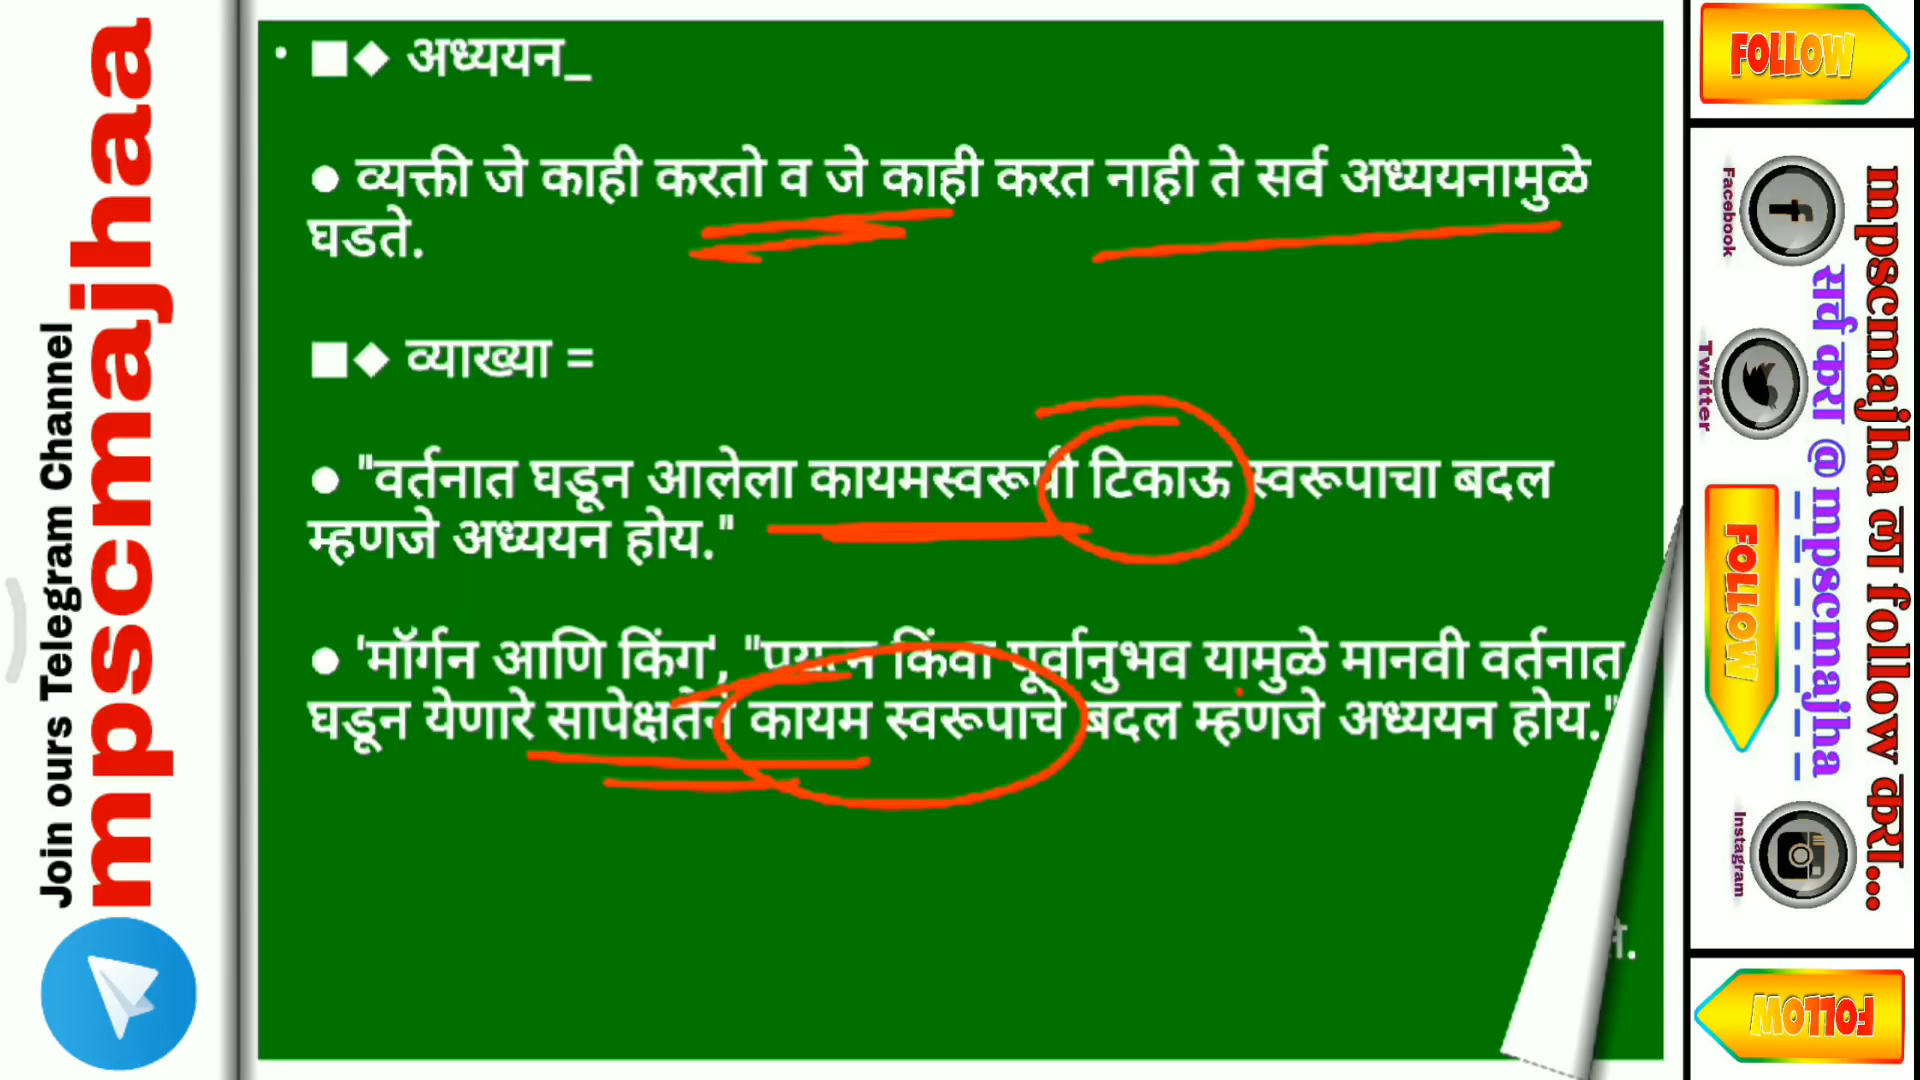 Join ours Telegram Channel
mpscmajhaa
• ■◆ अध्ययन_
● व्यक्ती जे काही करतो व जे काही करत नाही ते सर्व अध्ययनामुळे
घडते.
■◆ व्याख्या =
● "वर्तनात घडून आलेला कायमस्वरूपी टिकाऊ स्वरूपाचा बदल
म्हणजे अध्ययन होय."
● 'मॉर्गन आणि किंग', "प्रयत्न किंवा पूर्वानुभव यांमुळे मानवी वर्तनात
घडून येणारे सापेक्षतेनं कायम स्वरूपाचे बदल म्हणजे अध्ययन होय."
FOLLOW
mpscmajha ला follow करा...
सर्च करा @mpscmajha
Facebook
Twitter
Instagram
FOLLOW
FOLLOW